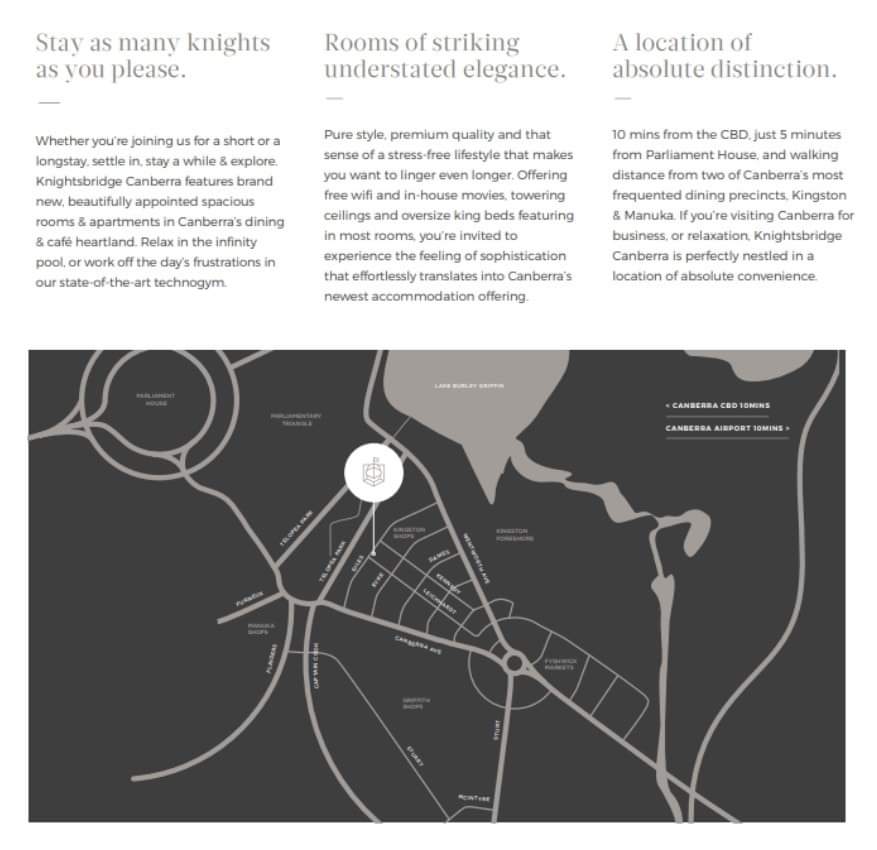 Stay as many knights
as you please.
Whether you're joining us for a short or a
longstay, settle in, stay a while & explore.
Knightsbridge Canberra features brand
new, beautifully appointed spacious
rooms & apartments in Canberra's dining
& café heartland. Relax in the infinity
pool, or work off the day's frustrations in
our state-of-the-art technogym.
Rooms of striking
understated elegance.
Pure style, premium quality and that
sense of a stress-free lifestyle that makes
you want to linger even longer. Offering
free wifi and in-house movies, towering
ceilings and oversize king beds featuring
in most rooms, you're invited to
experience the feeling of sophistication
that effortlessly translates into Canberra's
newest accommodation offering.
A location of
absolute distinction.
10 mins from the CBD, just 5 minutes
from Parliament House, and walking
distance from two of Canberra's most
frequented dining precincts, Kingston
& Manuka. If you're visiting Canberra for
business, or relaxation, Knightsbridge
Canberra is perfectly nestled in a
location of absolute convenience.
PARLIAMENT
HOUSE
PARLIAMENTARY
TRIANGLE
LAKE BURLEY GRIFFIN
< CANBERRA CBD 10MINS
CANBERRA AIRPORT 10MINS >
TELOPEA PARK
TELOPEA PARK
GILES
EYRE
KINGSTON
SHOPS
DAWES
KENNEDY
LEICHHARDT
WENTWORTH AVE
KINGSTON
FORESHORE
FURNEUX
MANUKA
SHOPS
FLINDERS
CAPTAIN COOK
CANBERRA AVE
FYSHWICK
MARKETS
GRIFFITH
SHOPS
STURT
STUART
MCINTYRE